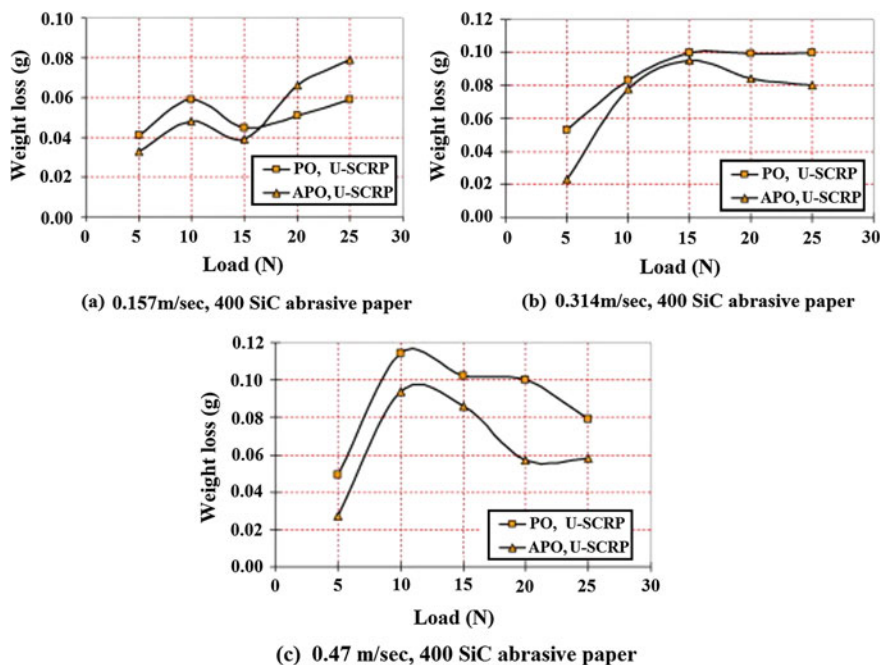 0.10
0.08
0.06
0.04
0.02
0.00
Weight loss (g)
PO, U-SCRP
APO, U-SCRP
0 5 10 15 20 25 30
Load (N)
(a) 0.157m/sec, 400 SiC abrasive paper
0.12
0.10
0.08
0.06
0.04
0.02
0.00
Weight loss (g)
PO, U-SCRP
APO, U-SCRP
0 5 10 15 20 25 30
Load (N)
(b) 0.314m/sec, 400 SiC abrasive paper
0.12
0.10
0.08
0.06
0.04
0.02
0.00
Weight loss (g)
PO, U-SCRP
APO, U-SCRP
0 5 10 15 20 25 30
Load (N)
(c) 0.47 m/sec, 400 SiC abrasive paper